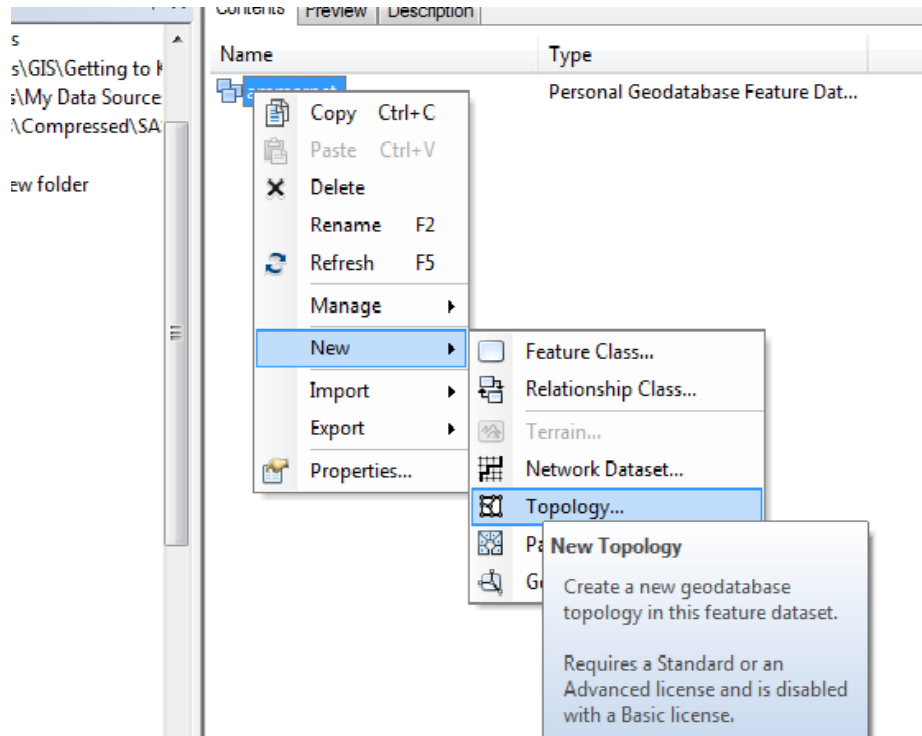 Contents Preview Description
s
s\GIS\Getting to K
s\My Data Source
\Compressed\SA
ew folder
Name Type
Personal Geodatabase Feature Dat...
Copy Ctrl+C
Paste Ctrl+V
Delete
Rename F2
Refresh F5
Manage
New
Import
Export
Properties...
Feature Class...
Relationship Class...
Terrain...
Network Dataset...
Topology...
Pa
G
New Topology
Create a new geodatabase
topology in this feature dataset.
Requires a Standard or an
Advanced license and is disabled
with a Basic license.